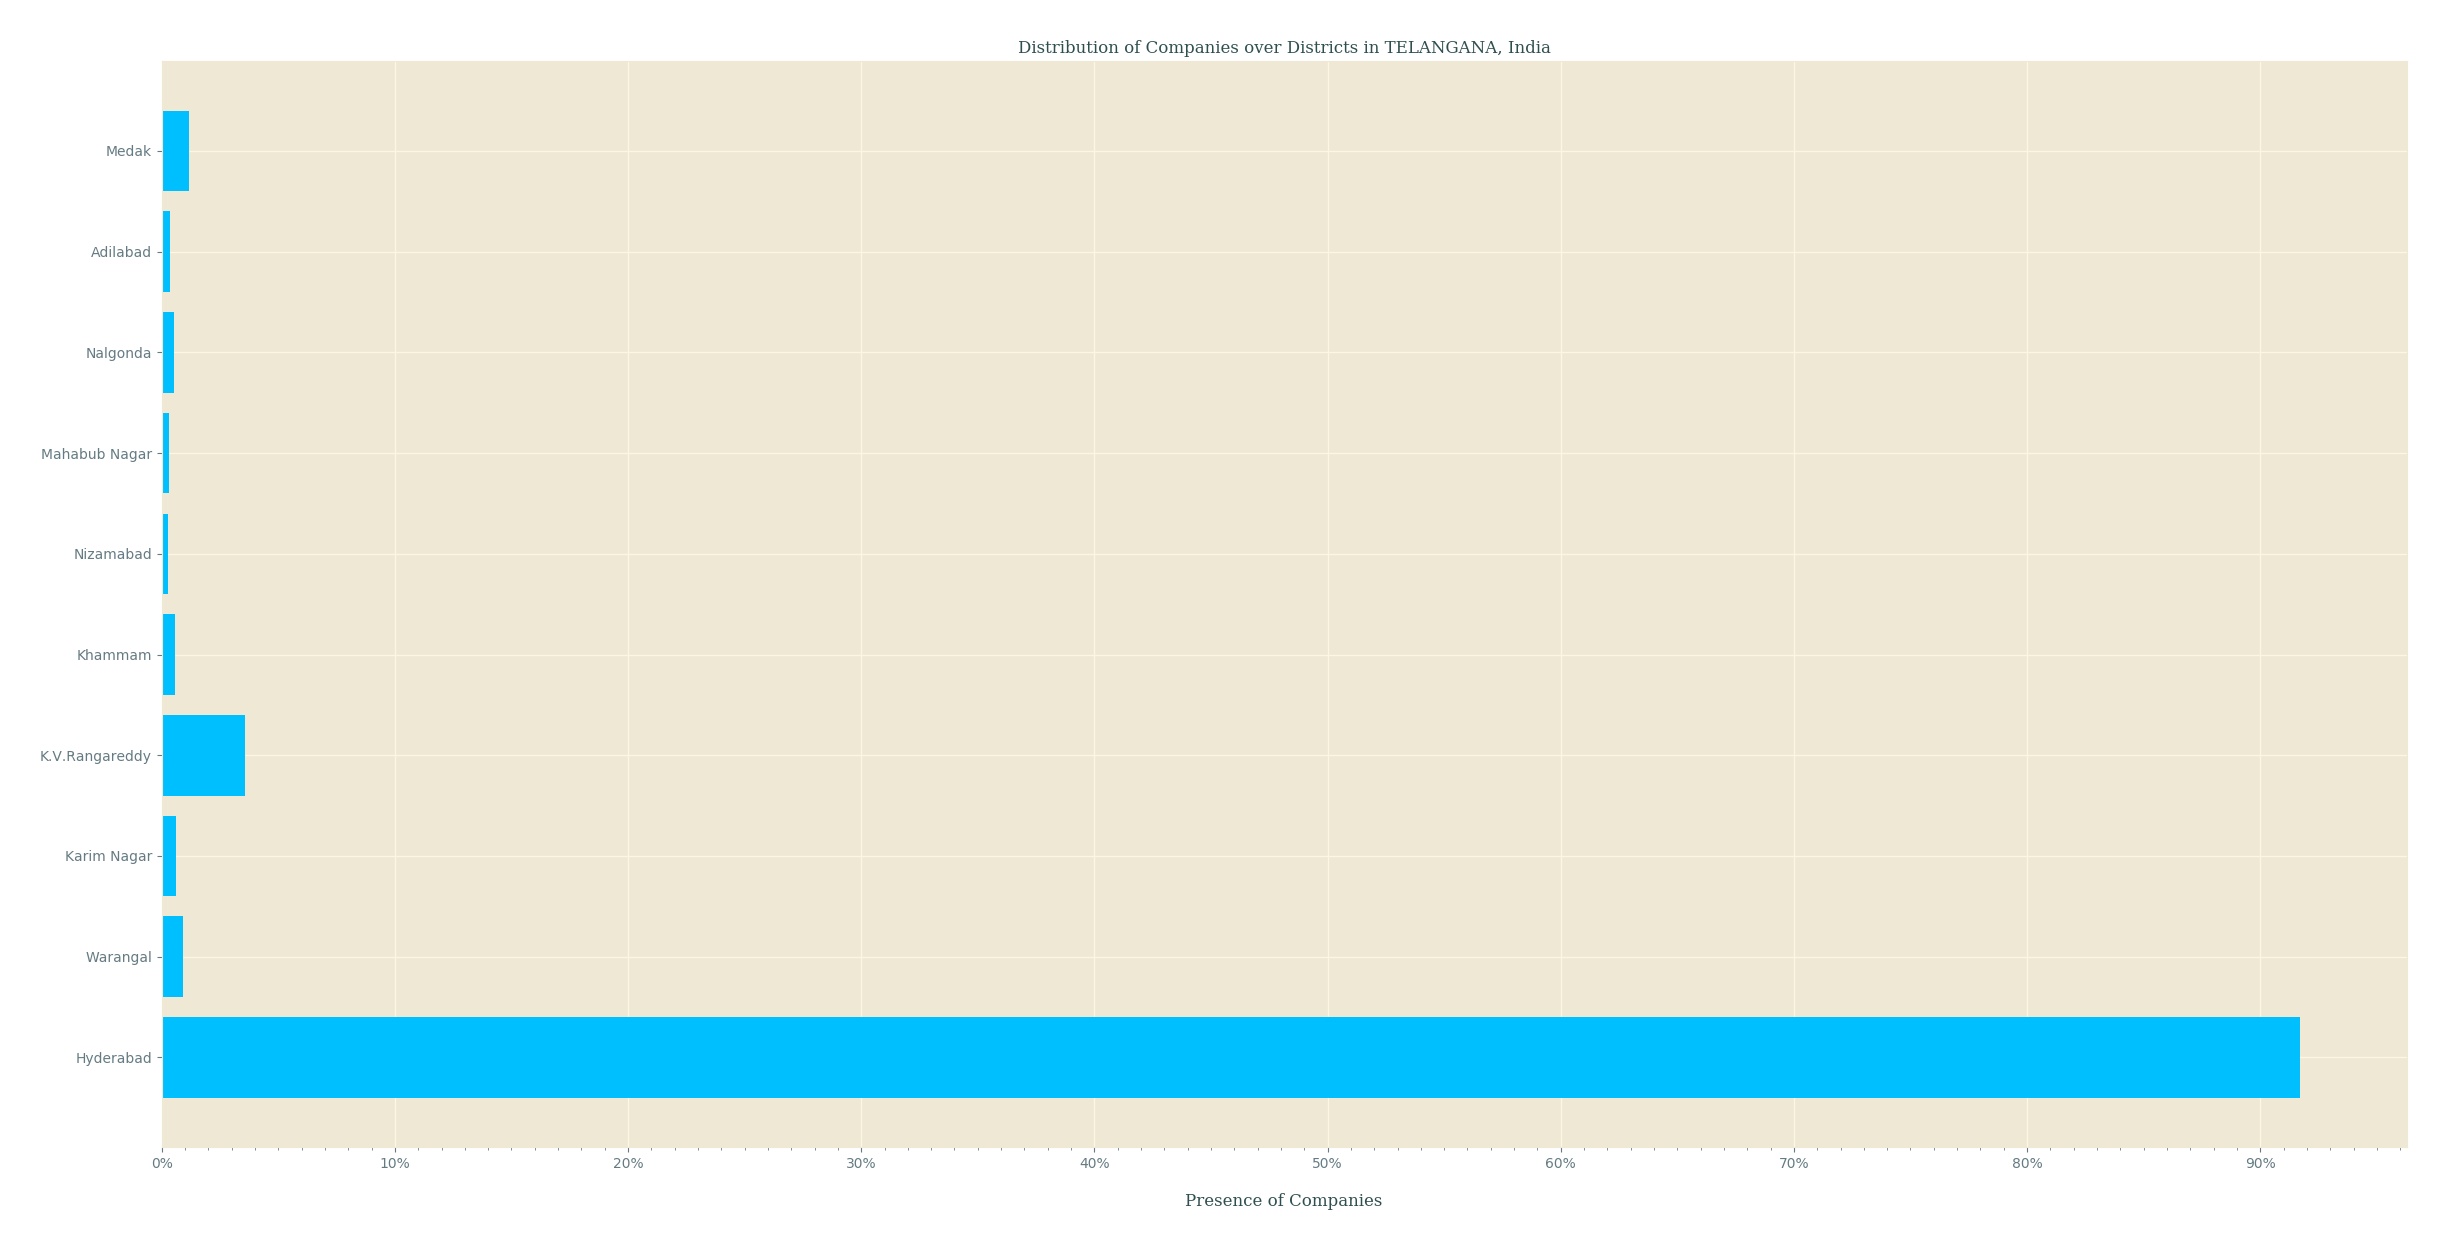 Distribution of Companies over Districts in TELANGANA, India
Medak
Adilabad
Nalgonda
Mahabub Nagar
Nizamabad
Khammam
K.V.Rangareddy
Karim Nagar
Warangal
Hyderabad
0% 10% 20% 30% 40% 50% 60% 70% 80% 90%
Presence of Companies